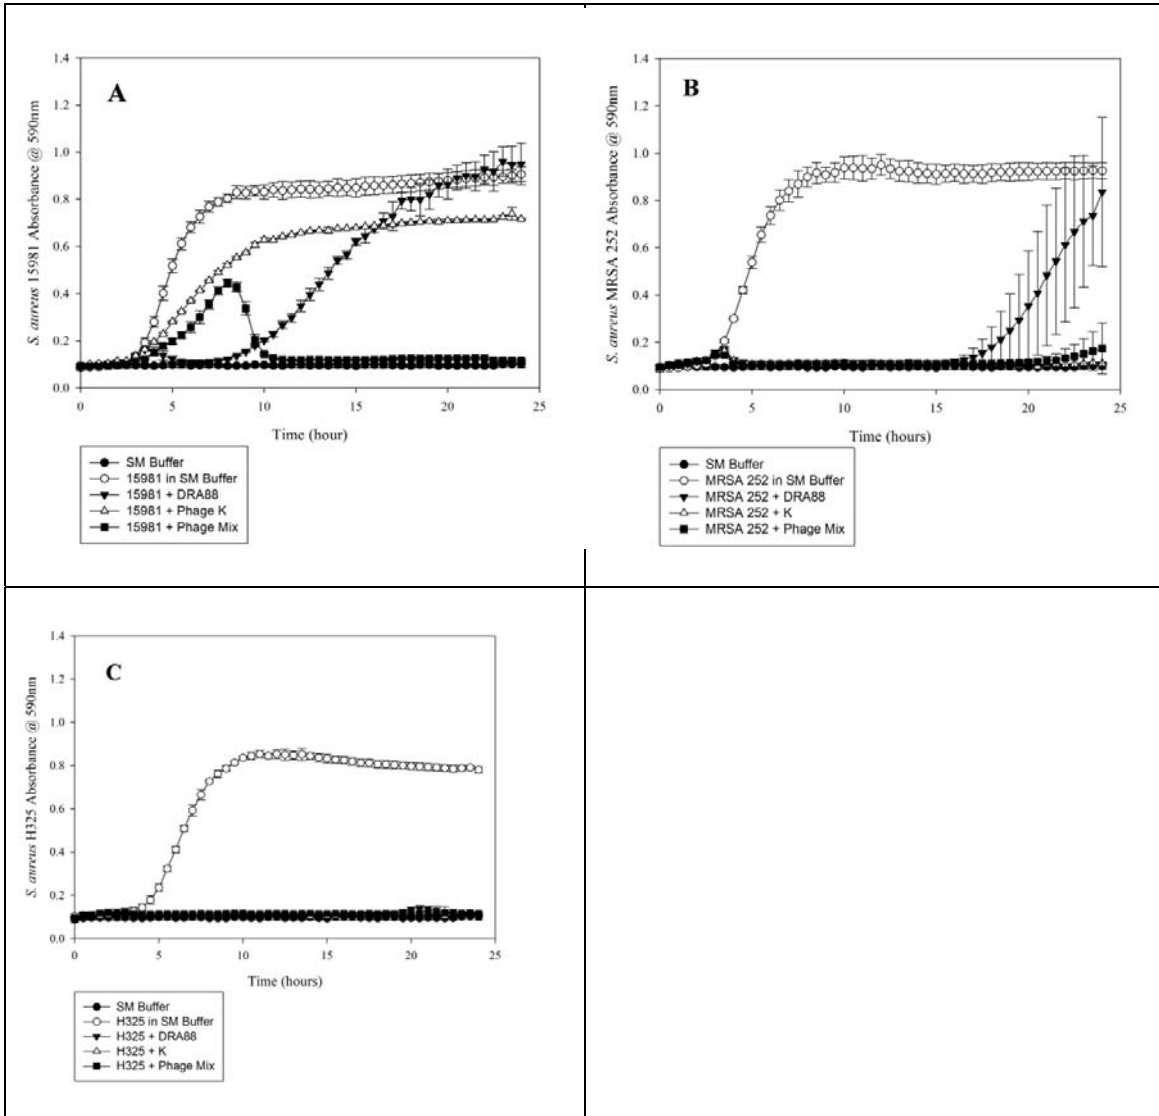 A
S. aureus 15981 Absorbance @ 590nm
1.4
1.2
1.0
0.8
0.6
0.4
0.2
0.0
0 5 10 15 20 25
Time (hour)
SM Buffer
15981 in SM Buffer
15981 + DRA88
15981 + Phage K
15981 + Phage Mix
B
S. aureus MRSA 252 Absorbance @ 590nm
1.4
1.2
1.0
0.8
0.6
0.4
0.2
0.0
0 5 10 15 20 25
Time (hours)
SM Buffer
MRSA 252 in SM Buffer
MRSA 252 + DRA88
MRSA 252 + K
MRSA 252 + Phage Mix
C
S. aureus H325 Absorbance @ 590nm
1.4
1.2
1.0
0.8
0.6
0.4
0.2
0.0
0 5 10 15 20 25
Time (hours)
SM Buffer
H325 in SM Buffer
H325 + DRA88
H325 + K
H325 + Phage Mix